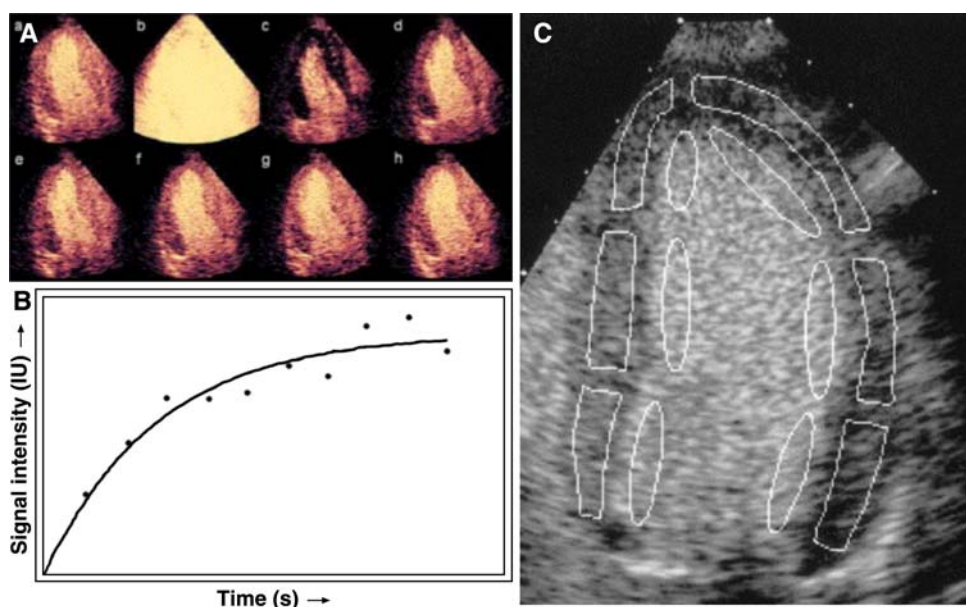 A
a
b
c
d
e
f
g
h
B
Signal intensity (IU) →
Time (s) →
C